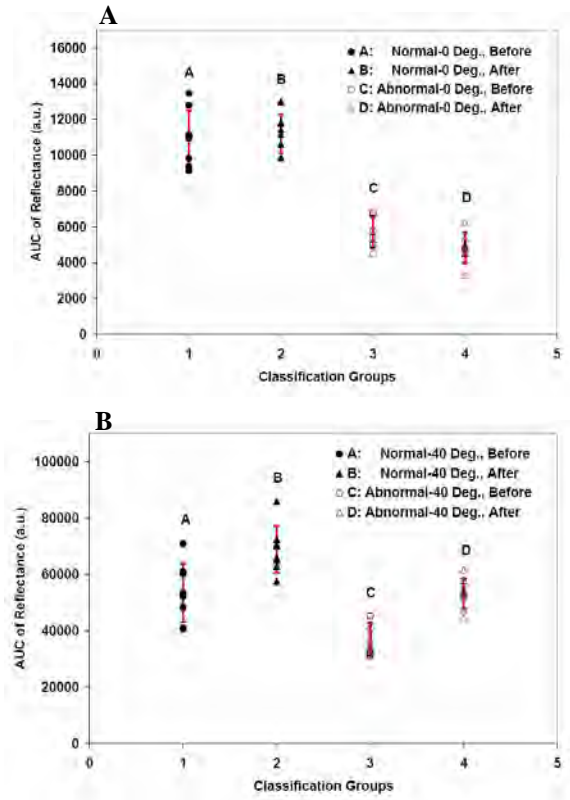 A
16000
14000
12000
10000
8000
6000
4000
2000
0
AUC of Reflectance (a.u.)
A
B
C
D
A: Normal-0 Deg., Before
B: Normal-0 Deg., After
C: Abnormal-0 Deg., Before
D: Abnormal-0 Deg., After
0 1 2 3 4 5
Classification Groups
B
100000
80000
60000
40000
20000
0
AUC of Reflectance (a.u.)
A
B
C
D
A: Normal-40 Deg., Before
B: Normal-40 Deg., After
C: Abnormal-40 Deg., Before
D: Abnormal-40 Deg., After
0 1 2 3 4 5
Classification Groups